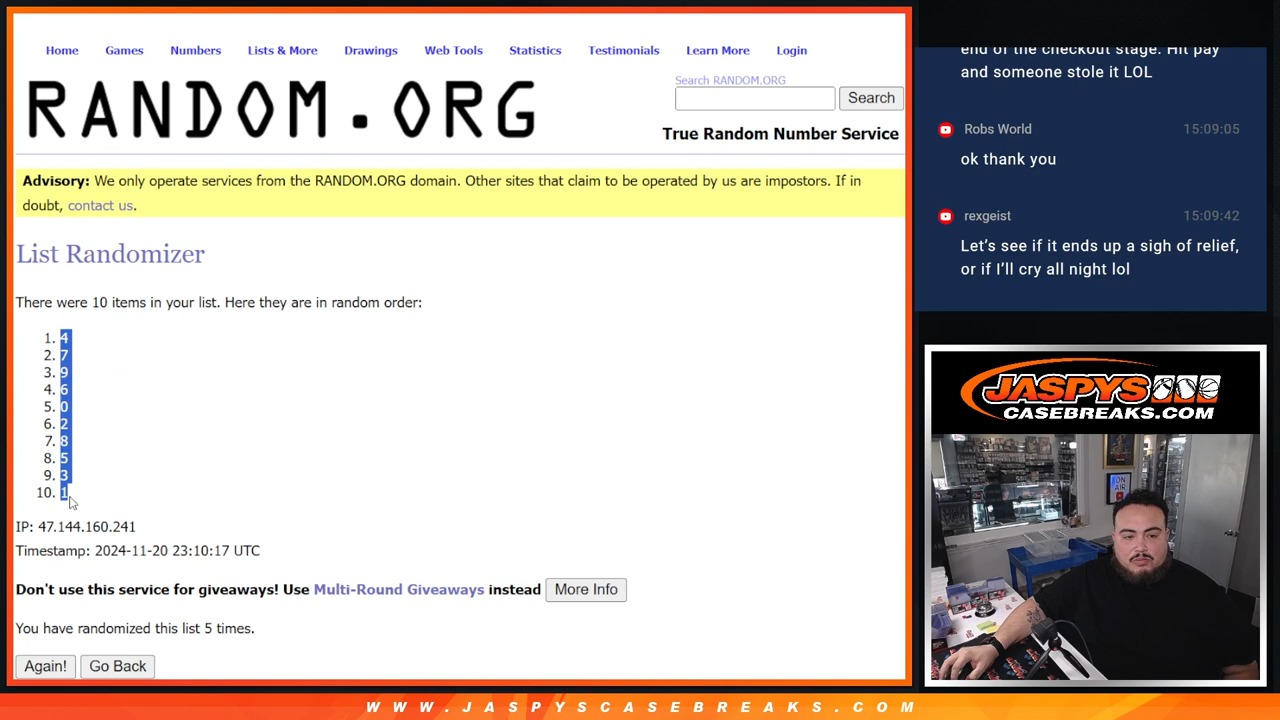 Home Games Numbers Lists & More Drawings Web Tools Statistics Testimonials Learn More Login
RANDOM.ORG
Search RANDOM.ORG
Search
True Random Number Service
Advisory: We only operate services from the RANDOM.ORG domain. Other sites that claim to be operated by us are impostors. If in
doubt, contact us.
List Randomizer
There were 10 items in your list. Here they are in random order:
1. 4
2. 7
3. 9
4. 6
5. 0
6. 2
7. 8
8. 5
9. 3
10. 1
IP: 47.144.160.241
Timestamp: 2024-11-20 23:10:17 UTC
Don't use this service for giveaways! Use Multi-Round Giveaways instead More Info
You have randomized this list 5 times.
Again! Go Back
end of the checkout stage. Hit pay
and someone stole it LOL
Robs World 15:09:05
ok thank you
rexgeist 15:09:42
Let's see if it ends up a sigh of relief,
or if I'll cry all night lol
JASPYS
CASEBREAKS.COM
ON
AIR
WWW.JASPYSCASEBREAKS.COM